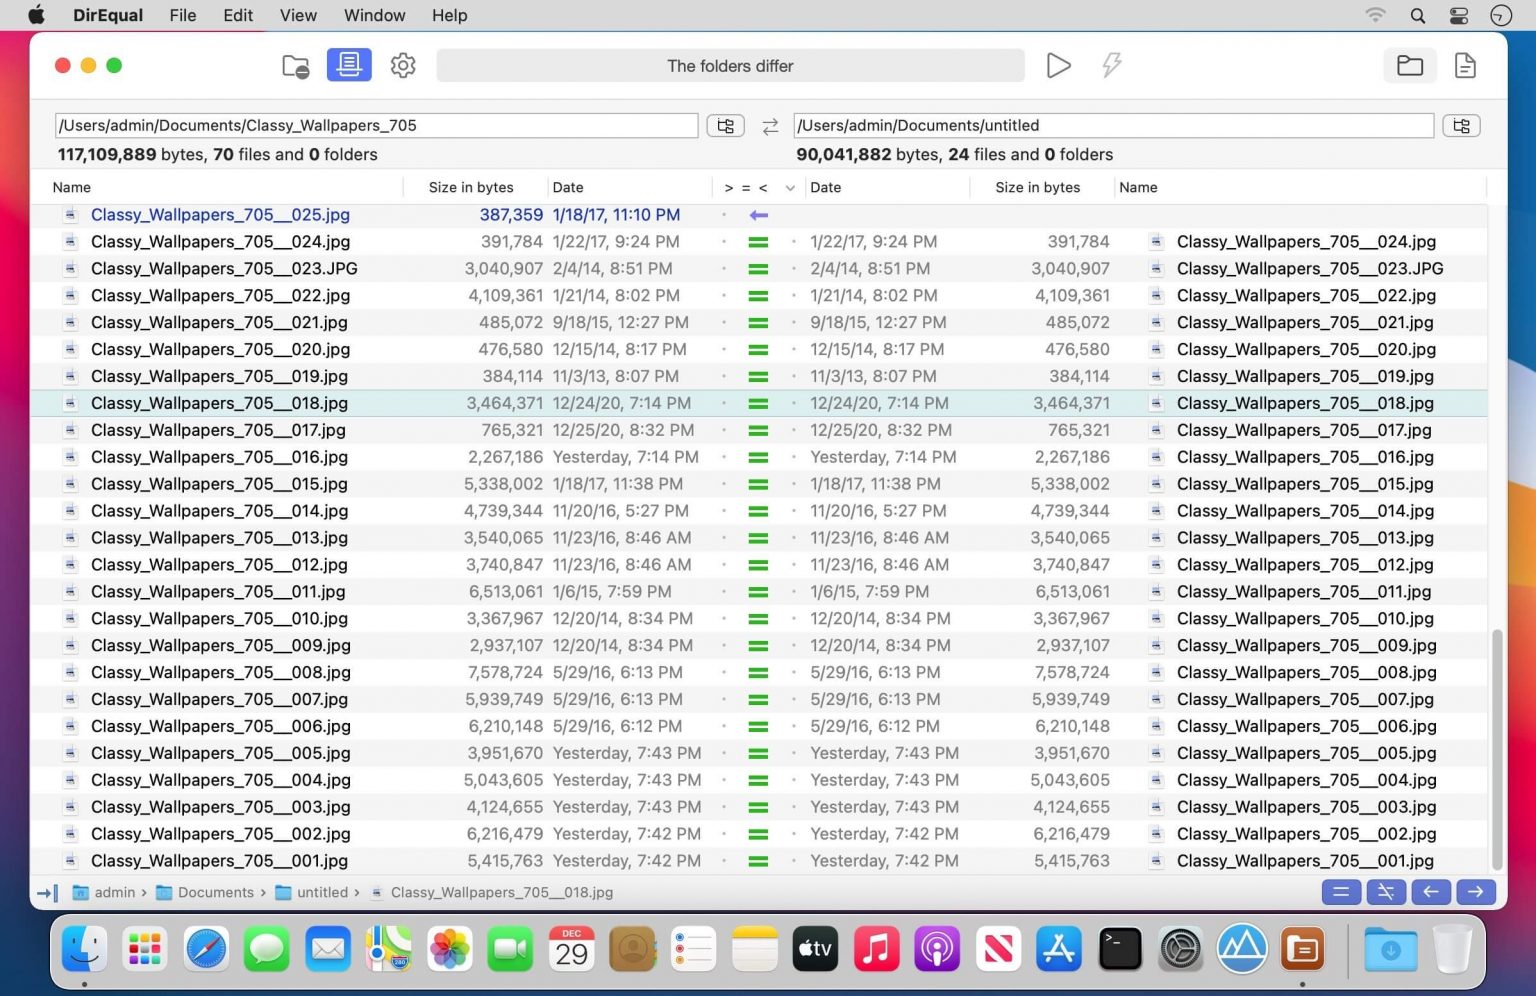 DirEqual File Edit View Window Help
The folders differ
/Users/admin/Documents/Classy_Wallpapers_705 /Users/admin/Documents/untitled
117,109,889 bytes, 70 files and 0 folders 90,041,882 bytes, 24 files and 0 folders
Name Size in bytes Date > = < Date Size in bytes Name
Classy_Wallpapers_705__025.jpg 387,359 1/18/17, 11:10 PM
Classy_Wallpapers_705__024.jpg 391,784 1/22/17, 9:24 PM 1/22/17, 9:24 PM 391,784 Classy_Wallpapers_705__024.jpg
Classy_Wallpapers_705__023.JPG 3,040,907 2/4/14, 8:51 PM 2/4/14, 8:51 PM 3,040,907 Classy_Wallpapers_705__023.JPG
Classy_Wallpapers_705__022.jpg 4,109,361 1/21/14, 8:02 PM 1/21/14, 8:02 PM 4,109,361 Classy_Wallpapers_705__022.jpg
Classy_Wallpapers_705__021.jpg 485,072 9/18/15, 12:27 PM 9/18/15, 12:27 PM 485,072 Classy_Wallpapers_705__021.jpg
Classy_Wallpapers_705__020.jpg 476,580 12/15/14, 8:17 PM 12/15/14, 8:17 PM 476,580 Classy_Wallpapers_705__020.jpg
Classy_Wallpapers_705__019.jpg 384,114 11/3/13, 8:07 PM 11/3/13, 8:07 PM 384,114 Classy_Wallpapers_705__019.jpg
Classy_Wallpapers_705__018.jpg 3,464,371 12/24/20, 7:14 PM 12/24/20, 7:14 PM 3,464,371 Classy_Wallpapers_705__018.jpg
Classy_Wallpapers_705__017.jpg 765,321 12/25/20, 8:32 PM 12/25/20, 8:32 PM 765,321 Classy_Wallpapers_705__017.jpg
Classy_Wallpapers_705__016.jpg 2,267,186 Yesterday, 7:14 PM Yesterday, 7:14 PM 2,267,186 Classy_Wallpapers_705__016.jpg
Classy_Wallpapers_705__015.jpg 5,338,002 1/18/17, 11:38 PM 1/18/17, 11:38 PM 5,338,002 Classy_Wallpapers_705__015.jpg
Classy_Wallpapers_705__014.jpg 4,739,344 11/20/16, 5:27 PM 11/20/16, 5:27 PM 4,739,344 Classy_Wallpapers_705__014.jpg
Classy_Wallpapers_705__013.jpg 3,540,065 11/23/16, 8:46 AM 11/23/16, 8:46 AM 3,540,065 Classy_Wallpapers_705__013.jpg
Classy_Wallpapers_705__012.jpg 3,740,847 11/23/16, 8:46 AM 11/23/16, 8:46 AM 3,740,847 Classy_Wallpapers_705__012.jpg
Classy_Wallpapers_705__011.jpg 6,513,061 1/6/15, 7:59 PM 1/6/15, 7:59 PM 6,513,061 Classy_Wallpapers_705__011.jpg
Classy_Wallpapers_705__010.jpg 3,367,967 12/20/14, 8:34 PM 12/20/14, 8:34 PM 3,367,967 Classy_Wallpapers_705__010.jpg
Classy_Wallpapers_705__009.jpg 2,937,107 12/20/14, 8:34 PM 12/20/14, 8:34 PM 2,937,107 Classy_Wallpapers_705__009.jpg
Classy_Wallpapers_705__008.jpg 7,578,724 5/29/16, 6:13 PM 5/29/16, 6:13 PM 7,578,724 Classy_Wallpapers_705__008.jpg
Classy_Wallpapers_705__007.jpg 5,939,749 5/29/16, 6:13 PM 5/29/16, 6:13 PM 5,939,749 Classy_Wallpapers_705__007.jpg
Classy_Wallpapers_705__006.jpg 6,210,148 5/29/16, 6:12 PM 5/29/16, 6:12 PM 6,210,148 Classy_Wallpapers_705__006.jpg
Classy_Wallpapers_705__005.jpg 3,951,670 Yesterday, 7:43 PM Yesterday, 7:43 PM 3,951,670 Classy_Wallpapers_705__005.jpg
Classy_Wallpapers_705__004.jpg 5,043,605 Yesterday, 7:43 PM Yesterday, 7:43 PM 5,043,605 Classy_Wallpapers_705__004.jpg
Classy_Wallpapers_705__003.jpg 4,124,655 Yesterday, 7:43 PM Yesterday, 7:43 PM 4,124,655 Classy_Wallpapers_705__003.jpg
Classy_Wallpapers_705__002.jpg 6,216,479 Yesterday, 7:42 PM Yesterday, 7:42 PM 6,216,479 Classy_Wallpapers_705__002.jpg
Classy_Wallpapers_705__001.jpg 5,415,763 Yesterday, 7:42 PM Yesterday, 7:42 PM 5,415,763 Classy_Wallpapers_705__001.jpg
admin › Documents › untitled › Classy_Wallpapers_705__018.jpg
280
DEC
29
tv
>_